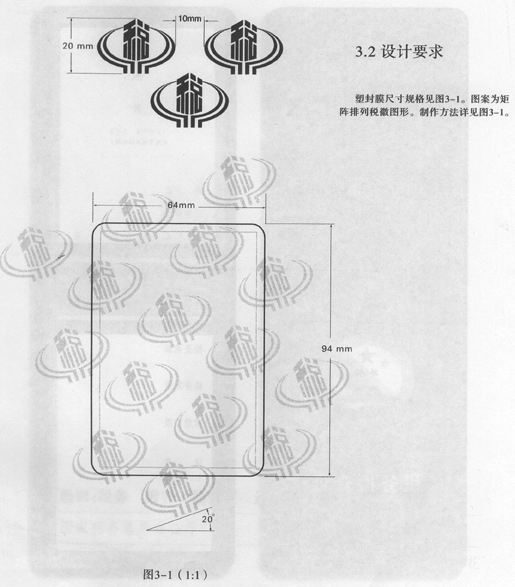 10mm
20 mm
3.2 设计要求
塑封膜尺寸规格见图3-1。图案为矩
阵排列税徽图形。制作方法详见图3-1。
64mm
94 mm
20°
图3-1（1:1）